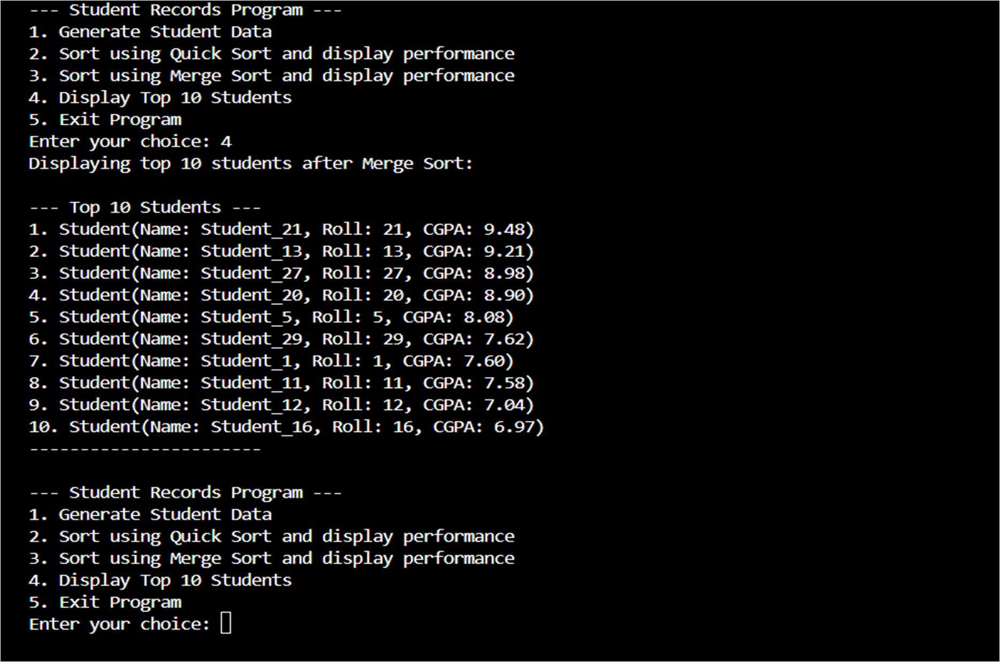 --- Student Records Program ---
1. Generate Student Data
2. Sort using Quick Sort and display performance
3. Sort using Merge Sort and display performance
4. Display Top 10 Students
5. Exit Program
Enter your choice: 4
Displaying top 10 students after Merge Sort:
--- Top 10 Students ---
1. Student(Name: Student_21, Roll: 21, CGPA: 9.48)
2. Student(Name: Student_13, Roll: 13, CGPA: 9.21)
3. Student(Name: Student_27, Roll: 27, CGPA: 8.98)
4. Student(Name: Student_20, Roll: 20, CGPA: 8.90)
5. Student(Name: Student_5, Roll: 5, CGPA: 8.08)
6. Student(Name: Student_29, Roll: 29, CGPA: 7.62)
7. Student(Name: Student_1, Roll: 1, CGPA: 7.60)
8. Student(Name: Student_11, Roll: 11, CGPA: 7.58)
9. Student(Name: Student_12, Roll: 12, CGPA: 7.04)
10. Student(Name: Student_16, Roll: 16, CGPA: 6.97)
-----------------------
--- Student Records Program ---
1. Generate Student Data
2. Sort using Quick Sort and display performance
3. Sort using Merge Sort and display performance
4. Display Top 10 Students
5. Exit Program
Enter your choice: